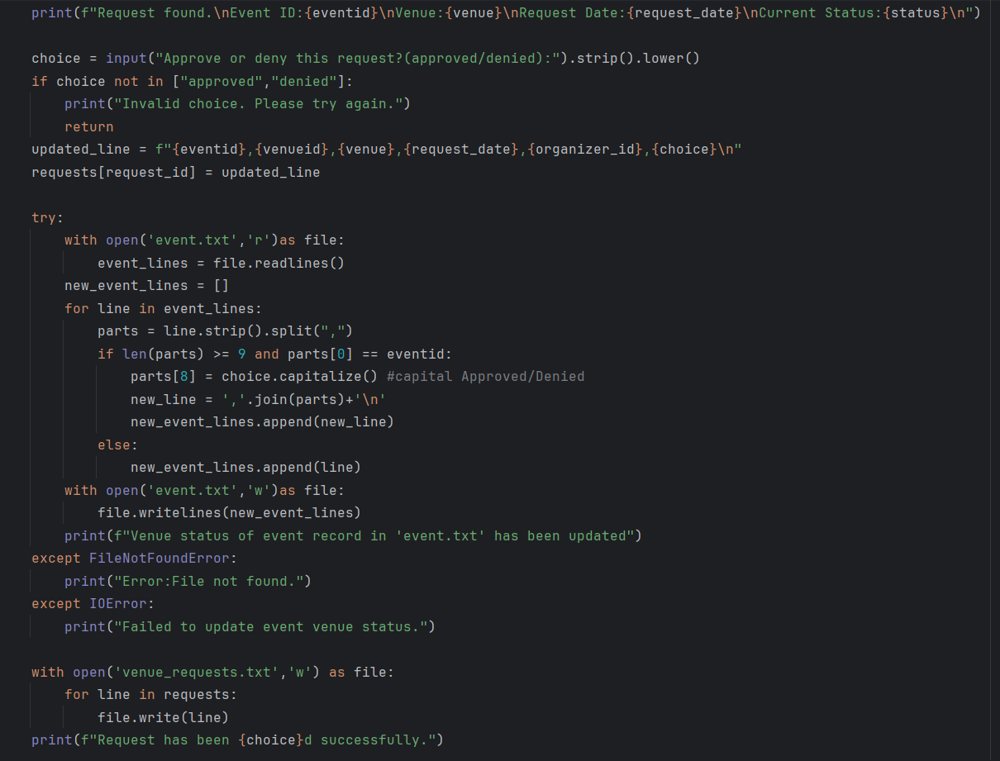 print(f"Request found.\nEvent ID:{eventid}\nVenue:{venue}\nRequest Date:{request_date}\nCurrent Status:{status}\n")

choice = input("Approve or deny this request?(approved/denied):").strip().lower()
if choice not in ["approved","denied"]:
    print("Invalid choice. Please try again.")
    return
updated_line = f"{eventid},{venueid},{venue},{request_date},{organizer_id},{choice}\n"
requests[request_id] = updated_line

try:
    with open('event.txt','r')as file:
        event_lines = file.readlines()
    new_event_lines = []
    for line in event_lines:
        parts = line.strip().split(",")
        if len(parts) >= 9 and parts[0] == eventid:
            parts[8] = choice.capitalize() #capital Approved/Denied
            new_line = ','.join(parts)+'\n'
            new_event_lines.append(new_line)
        else:
            new_event_lines.append(line)
    with open('event.txt','w')as file:
        file.writelines(new_event_lines)
    print(f"Venue status of event record in 'event.txt' has been updated")
except FileNotFoundError:
    print("Error:File not found.")
except IOError:
    print("Failed to update event venue status.")

with open('venue_requests.txt','w') as file:
    for line in requests:
        file.write(line)
print(f"Request has been {choice}d successfully.")